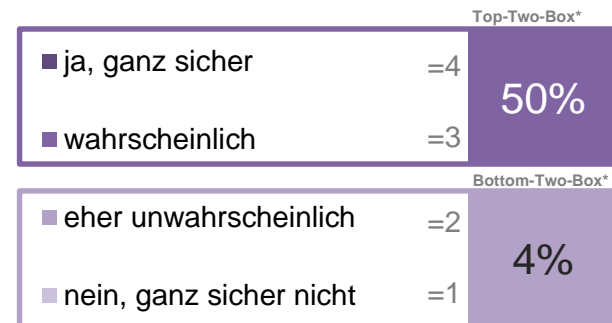 Top-Two-Box*
ja, ganz sicher =4
50%
wahrscheinlich =3
Bottom-Two-Box*
eher unwahrscheinlich =2
4%
nein, ganz sicher nicht =1